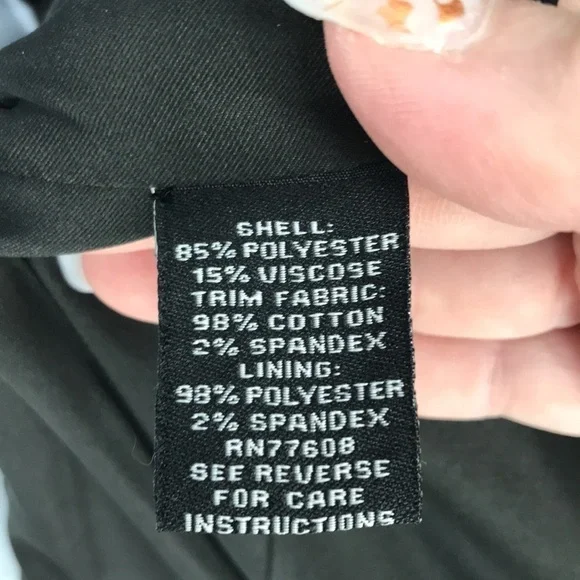 SHELL:
85% POLYESTER
15% VISCOSE
TRIM FABRIC:
98% COTTON
2% SPANDEX
LINING:
98% POLYESTER
2% SPANDEX
RN77608
SEE REVERSE
FOR CARE
INSTRUCTIONS